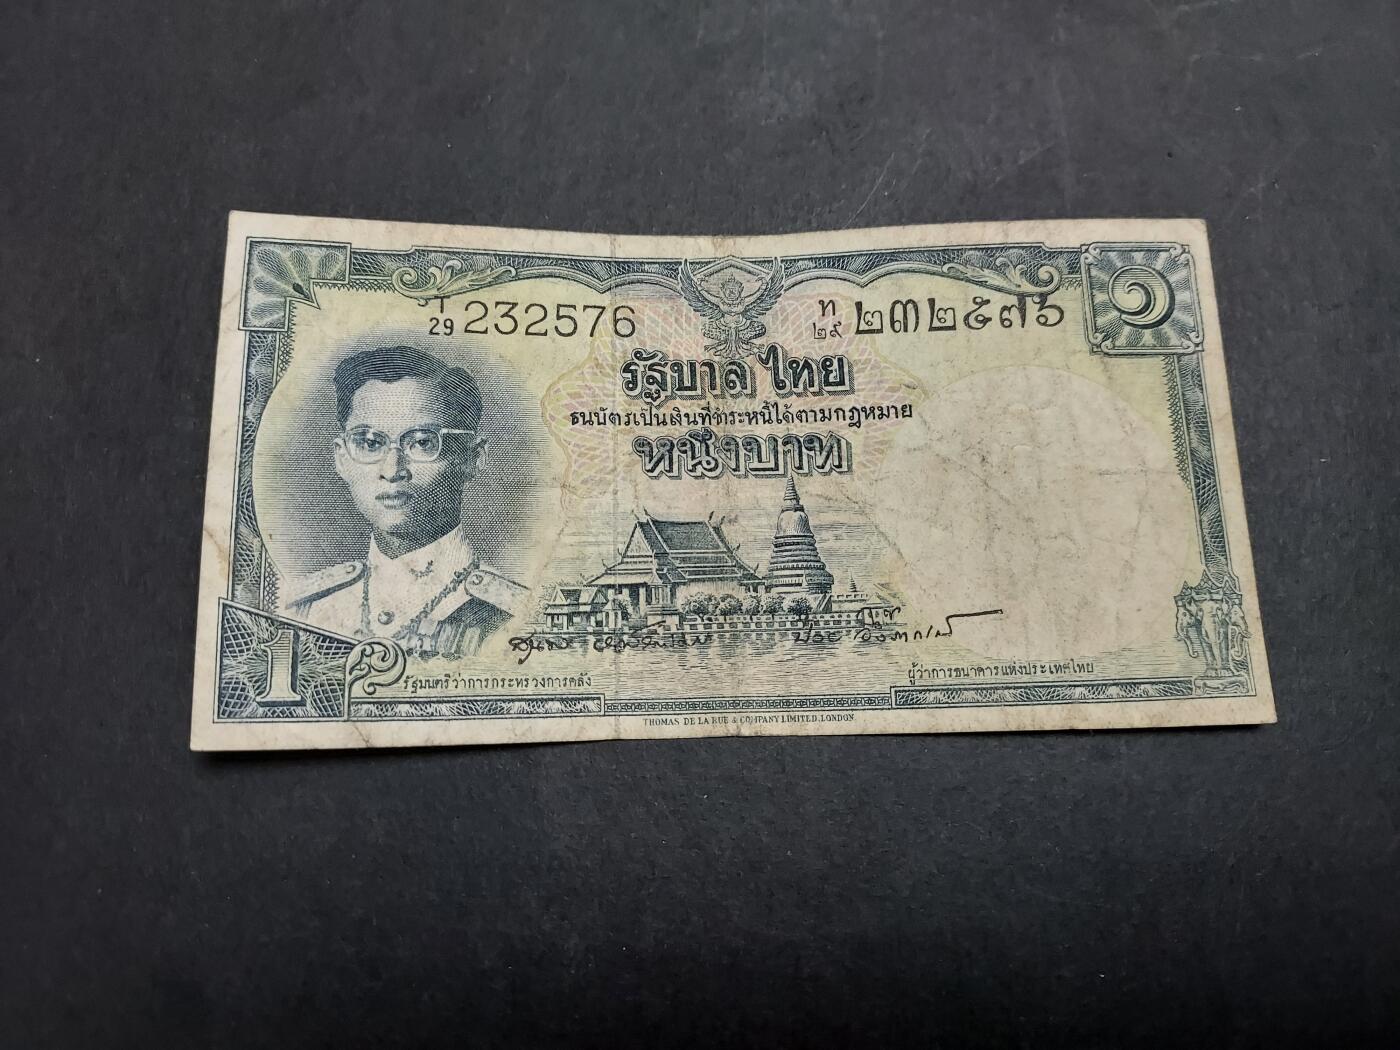 ๑
T
29 232576
ท
๒๙ ๒๓๒๕๗๖
รัฐบาลไทย
ธนบัตรเป็นเงินที่ชำระหนี้ได้ตามกฎหมาย
หนึ่งบาท
1
รัฐมนตรีว่าการกระทรวงการคลัง
ผู้ว่าการธนาคารแห่งประเทศไทย
THOMAS DE LA RUE & COMPANY LIMITED. LONDON.